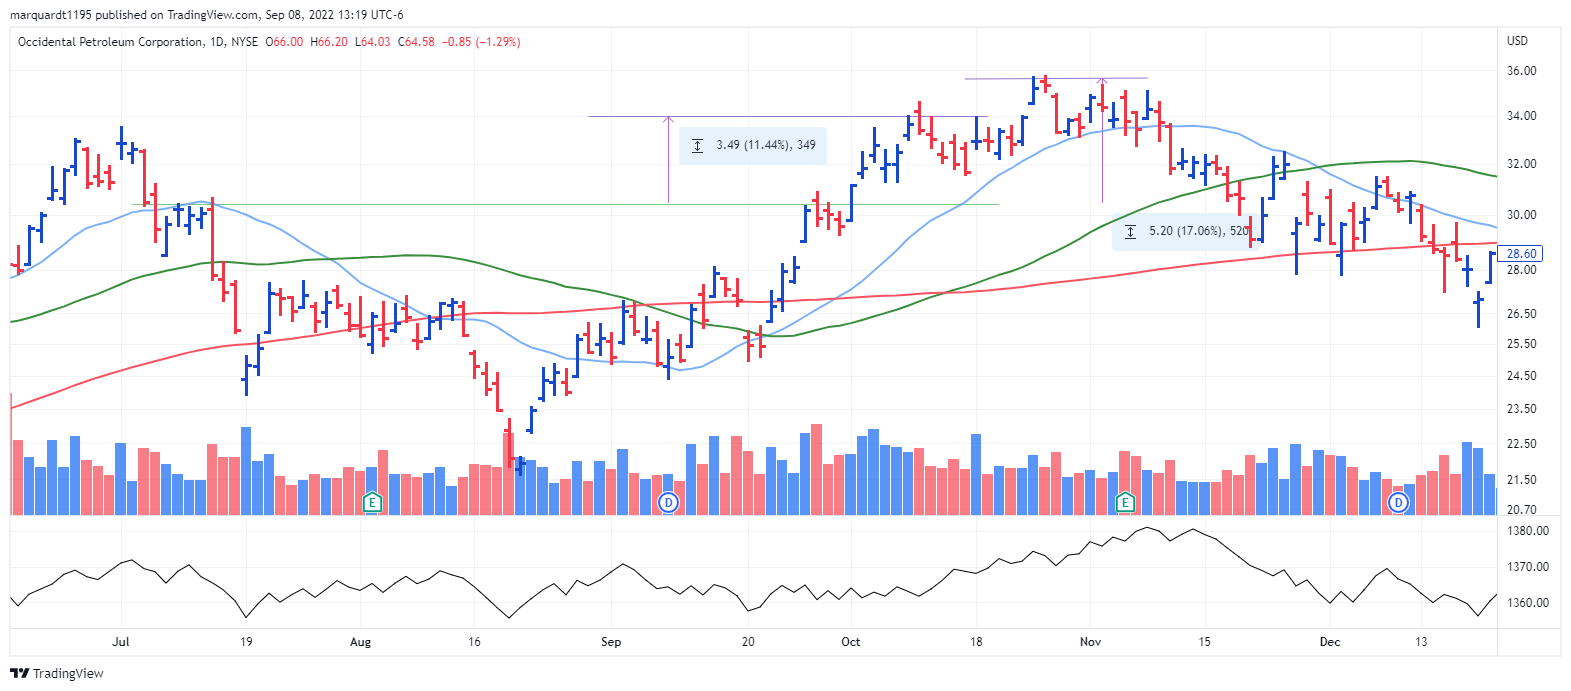 marquardt1195 published on TradingView.com, Sep 08, 2022 13:19 UTC-6
Occidental Petroleum Corporation, 1D, NYSE O66.00 H66.20 L64.03 C64.58 −0.85 (−1.29%)
USD
36.00
34.00
3.49 (11.44%), 349
32.00
30.00
5.20 (17.06%), 520
28.60
28.00
26.50
25.50
24.50
23.50
22.50
21.50
E
D
E
D
20.70
1380.00
1370.00
1360.00
Jul 19 Aug 16 Sep 20 Oct 18 Nov 15 Dec 13
TradingView